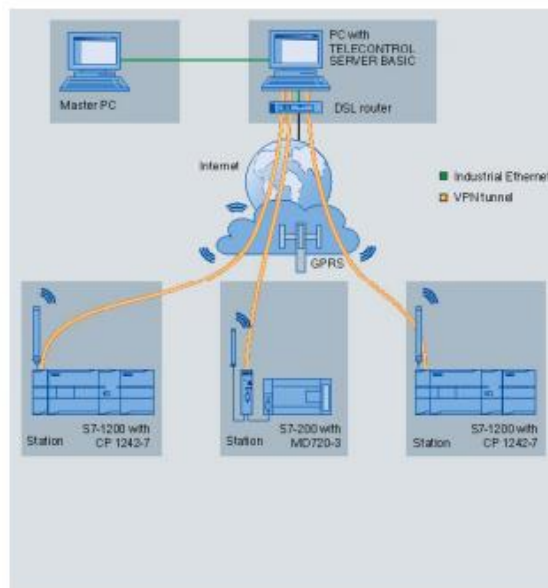 PC with
TELECONTROL
SERVER BASIC
Master PC
DSL router
Internet
Industrial Ethernet
VPN tunnel
GPRS
Station
S7-1200 with
CP 1242-7
Station
S7-200 with
MD720-3
Station
S7-1200 with
CP 1242-7